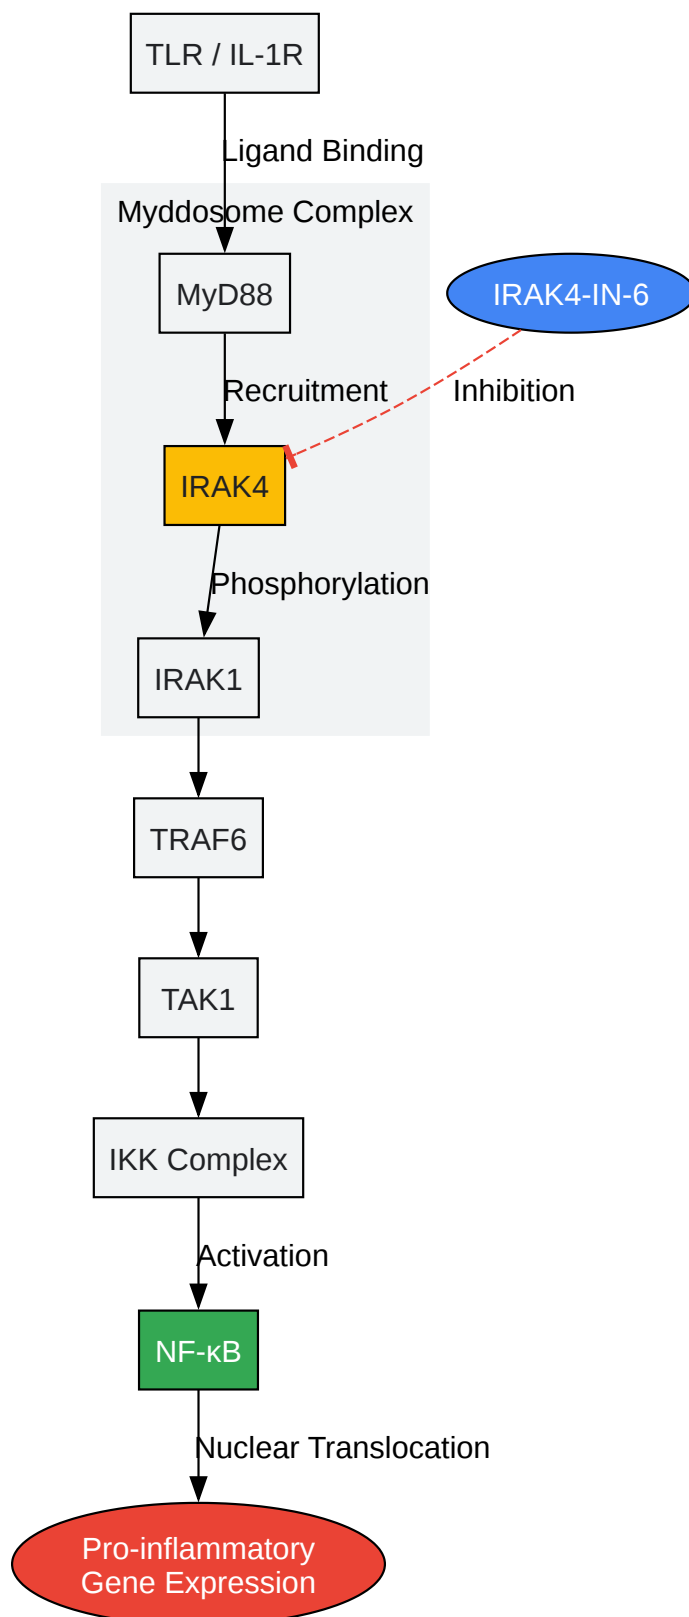 TLR / IL-1R
Ligand Binding
Myddosome Complex
MyD88
IRAK4-IN-6
Recruitment
Inhibition
IRAK4
Phosphorylation
IRAK1
TRAF6
TAK1
IKK Complex
Activation
NF-κB
Nuclear Translocation
Pro-inflammatory
Gene Expression